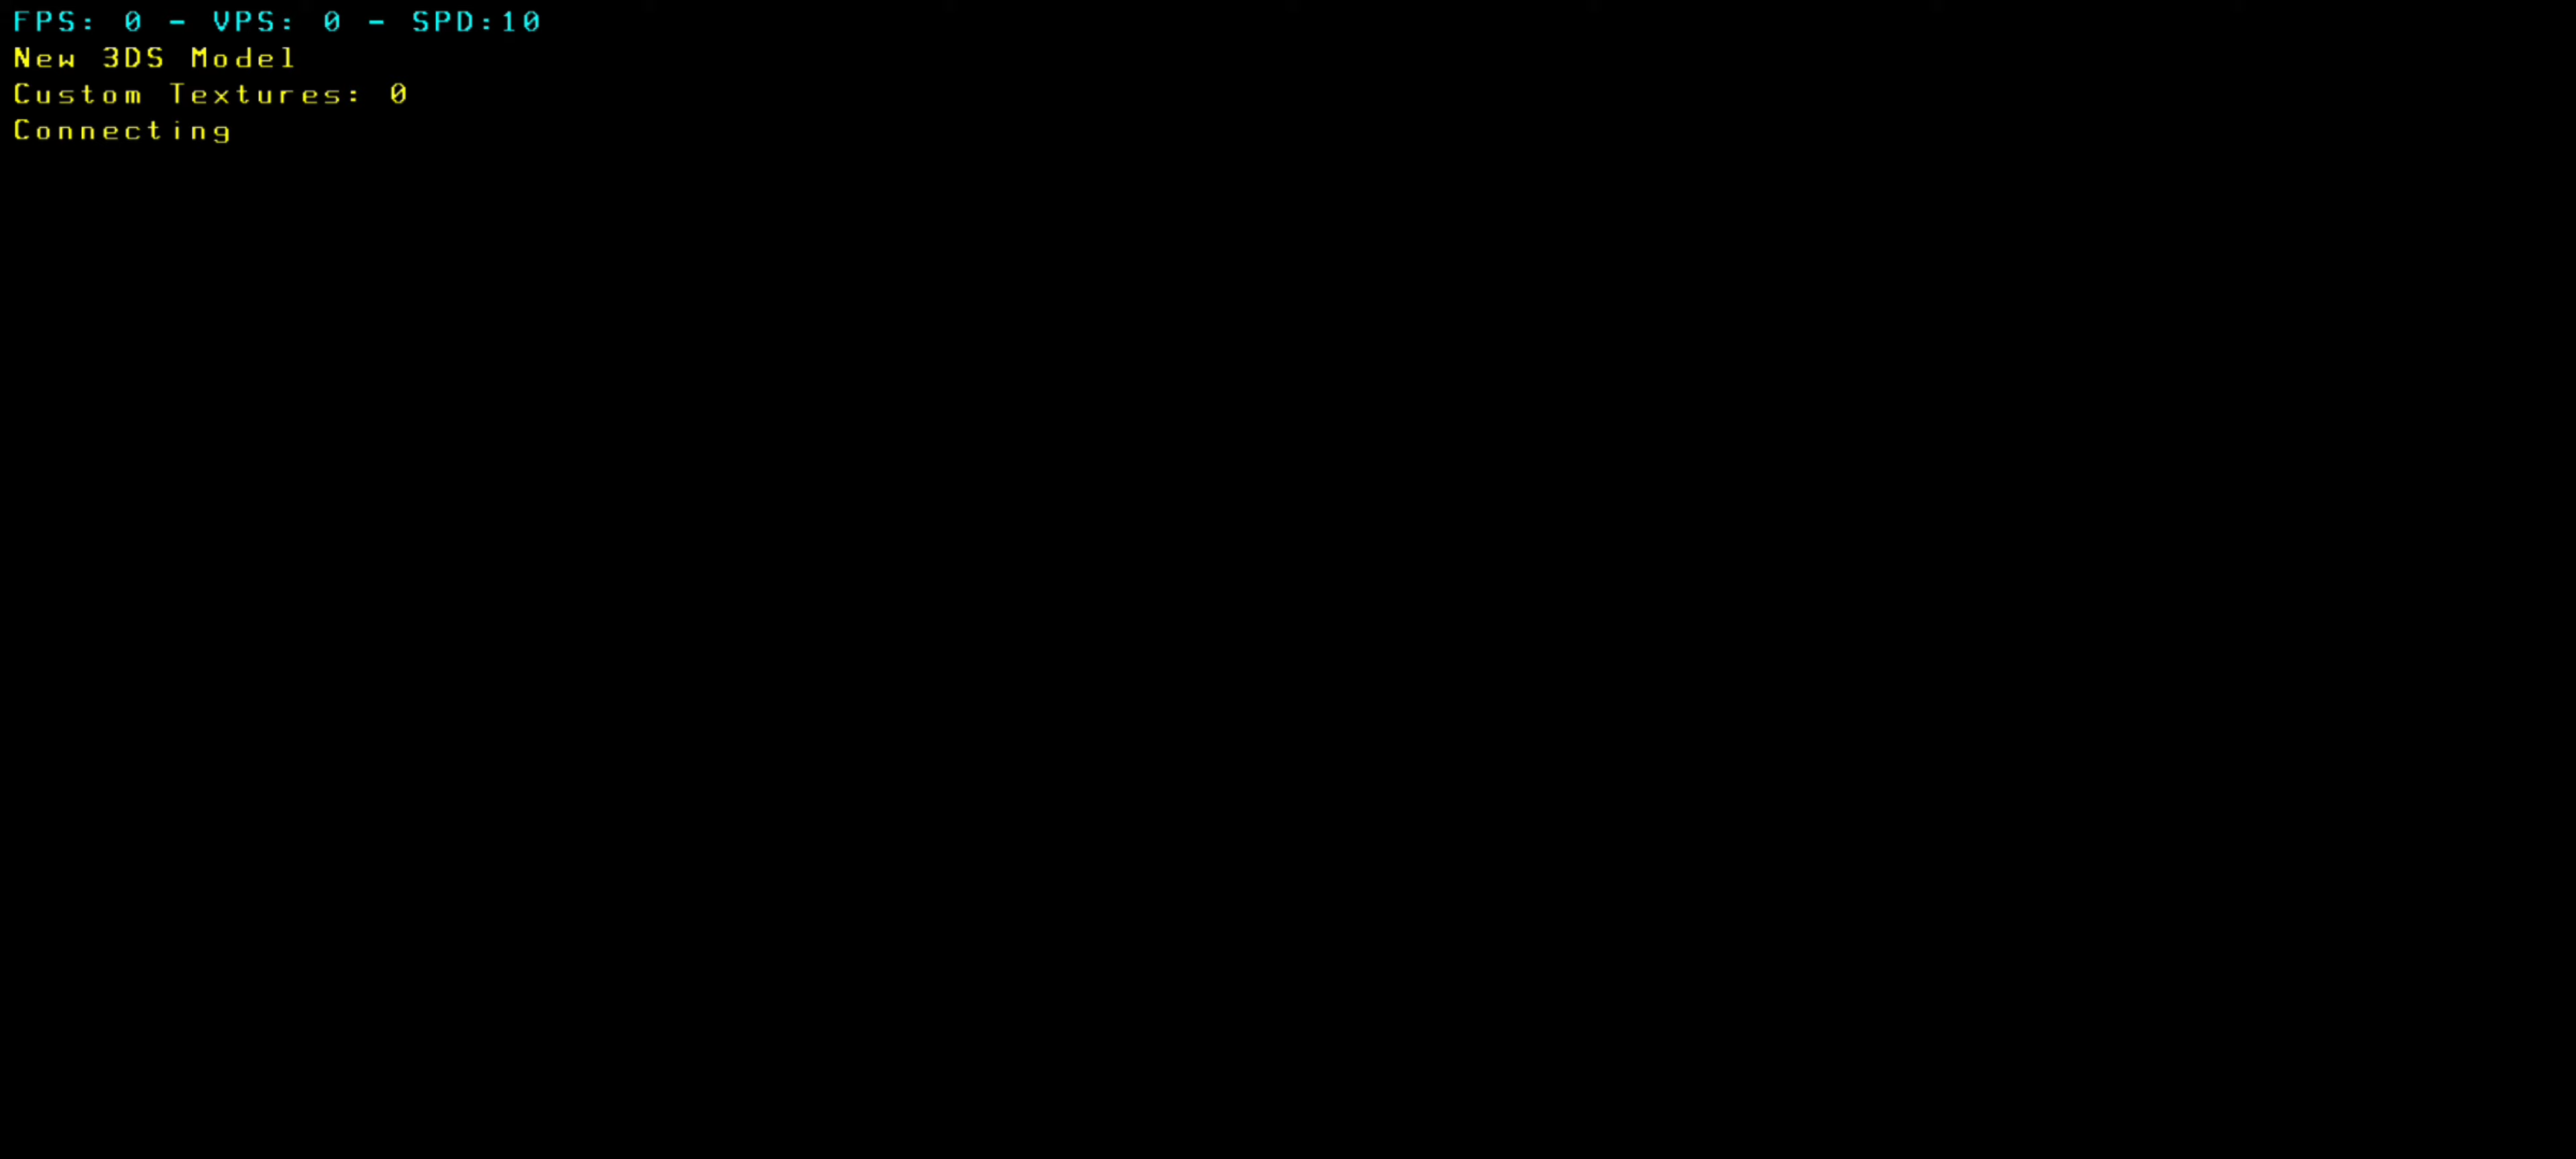 FPS: 0 - VPS: 0 - SPD:10
New 3DS Model
Custom Textures: 0
Connecting